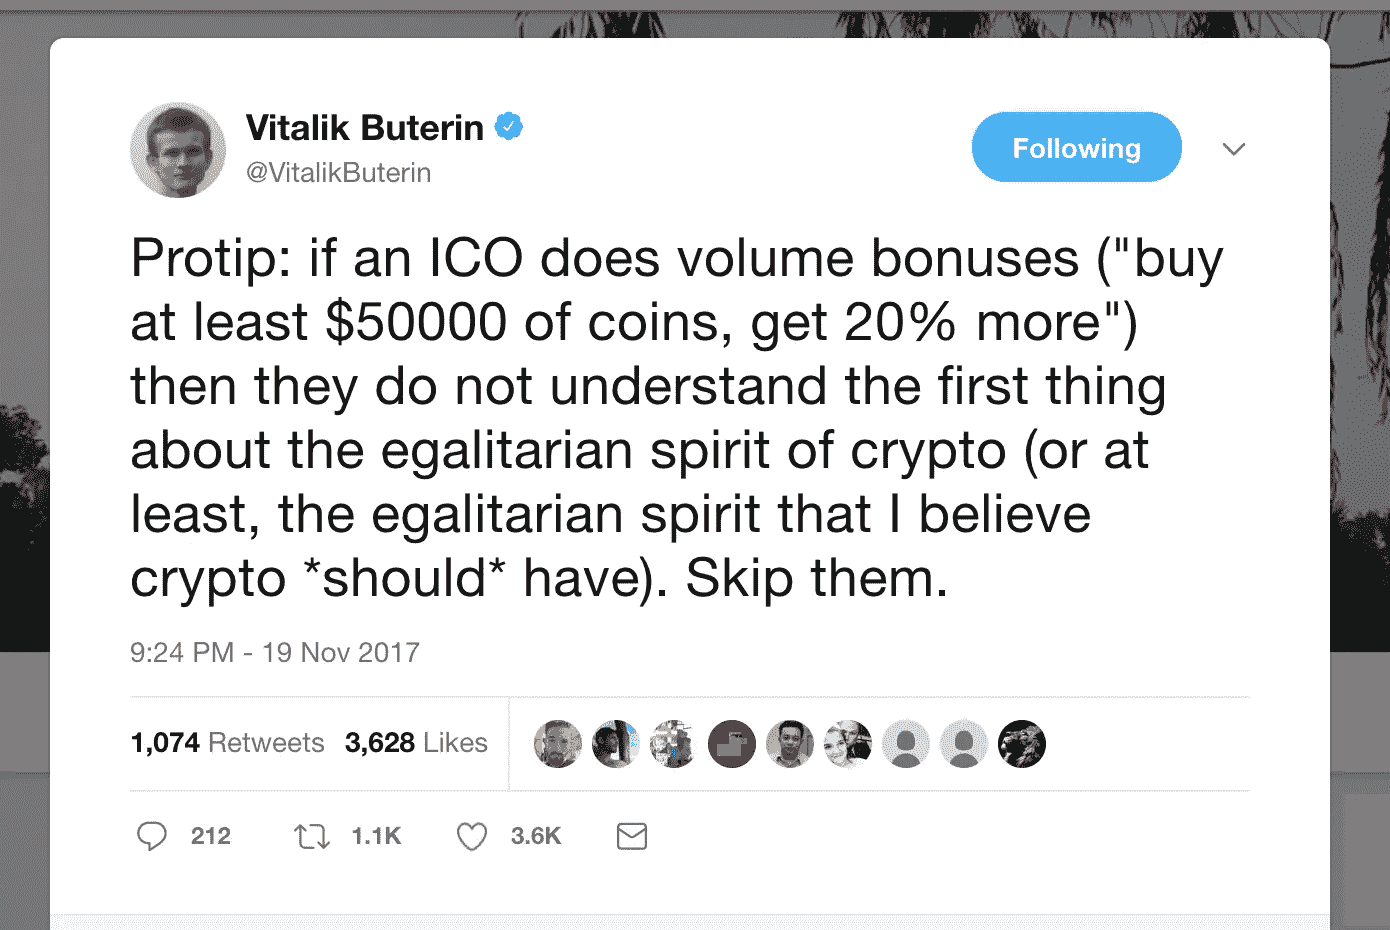 Vitalik Buterin
@VitalikButerin
Following
Protip: if an ICO does volume bonuses ("buy
at least $50000 of coins, get 20% more")
then they do not understand the first thing
about the egalitarian spirit of crypto (or at
least, the egalitarian spirit that I believe
crypto *should* have). Skip them.
9:24 PM - 19 Nov 2017
1,074 Retweets 3,628 Likes
212 1.1K 3.6K